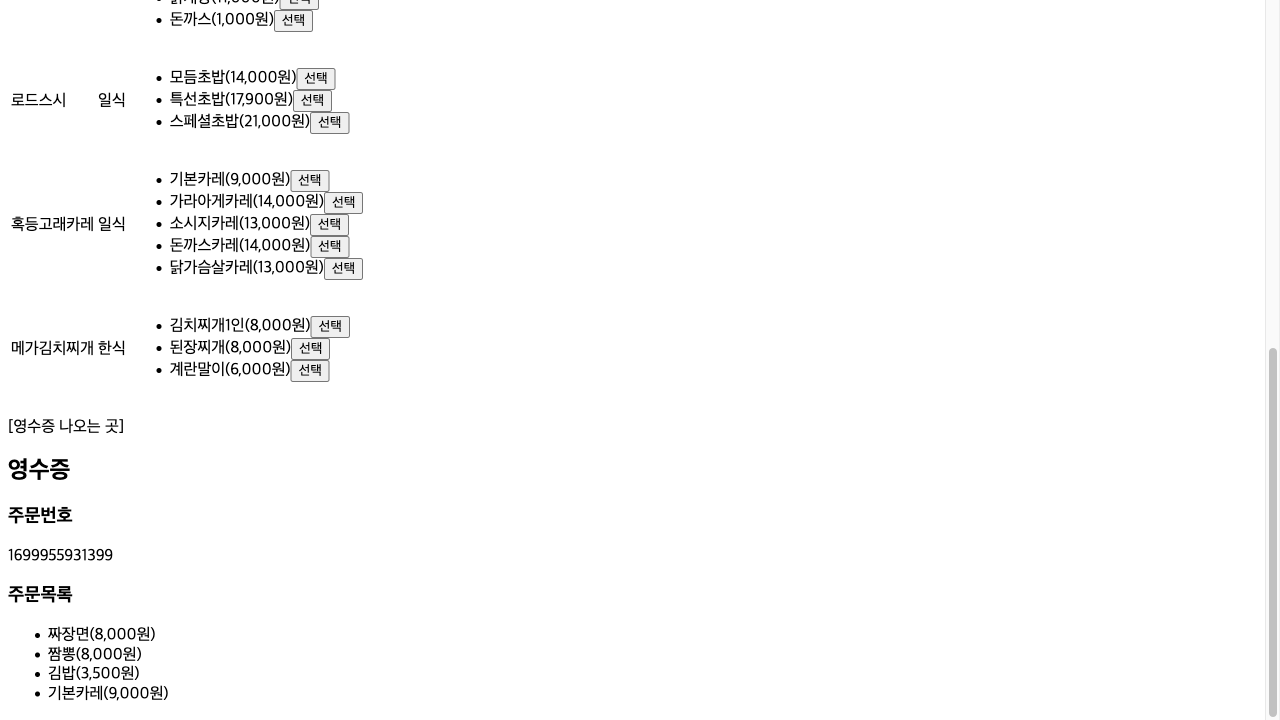 돈까스(1,000원) 선택
모듬초밥(14,000원) 선택
로드스시 일식
특선초밥(17,900원) 선택
스페셜초밥(21,000원) 선택
기본카레(9,000원) 선택
가라아게카레(14,000원) 선택
혹등고래카레 일식
소시지카레(13,000원) 선택
돈까스카레(14,000원) 선택
닭가슴살카레(13,000원) 선택
김치찌개1인(8,000원) 선택
메가김치찌개 한식
된장찌개(8,000원) 선택
계란말이(6,000원) 선택
[영수증 나오는 곳]
영수증
주문번호
1699955931399
주문목록
짜장면(8,000원)
짬뽕(8,000원)
김밥(3,500원)
기본카레(9,000원)